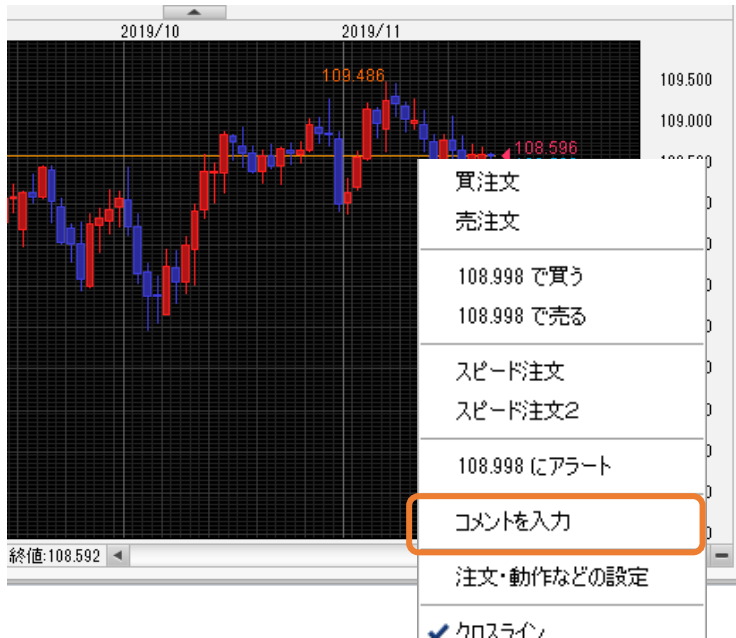 2019/10 2019/11
109.486
109.500
109.000
108.596
買注文
売注文
108.998 で買う
108.998 で売る
スピード注文
スピード注文2
108.998 にアラート
コメントを入力
終値:108.592
注文・動作などの設定
クロスライン